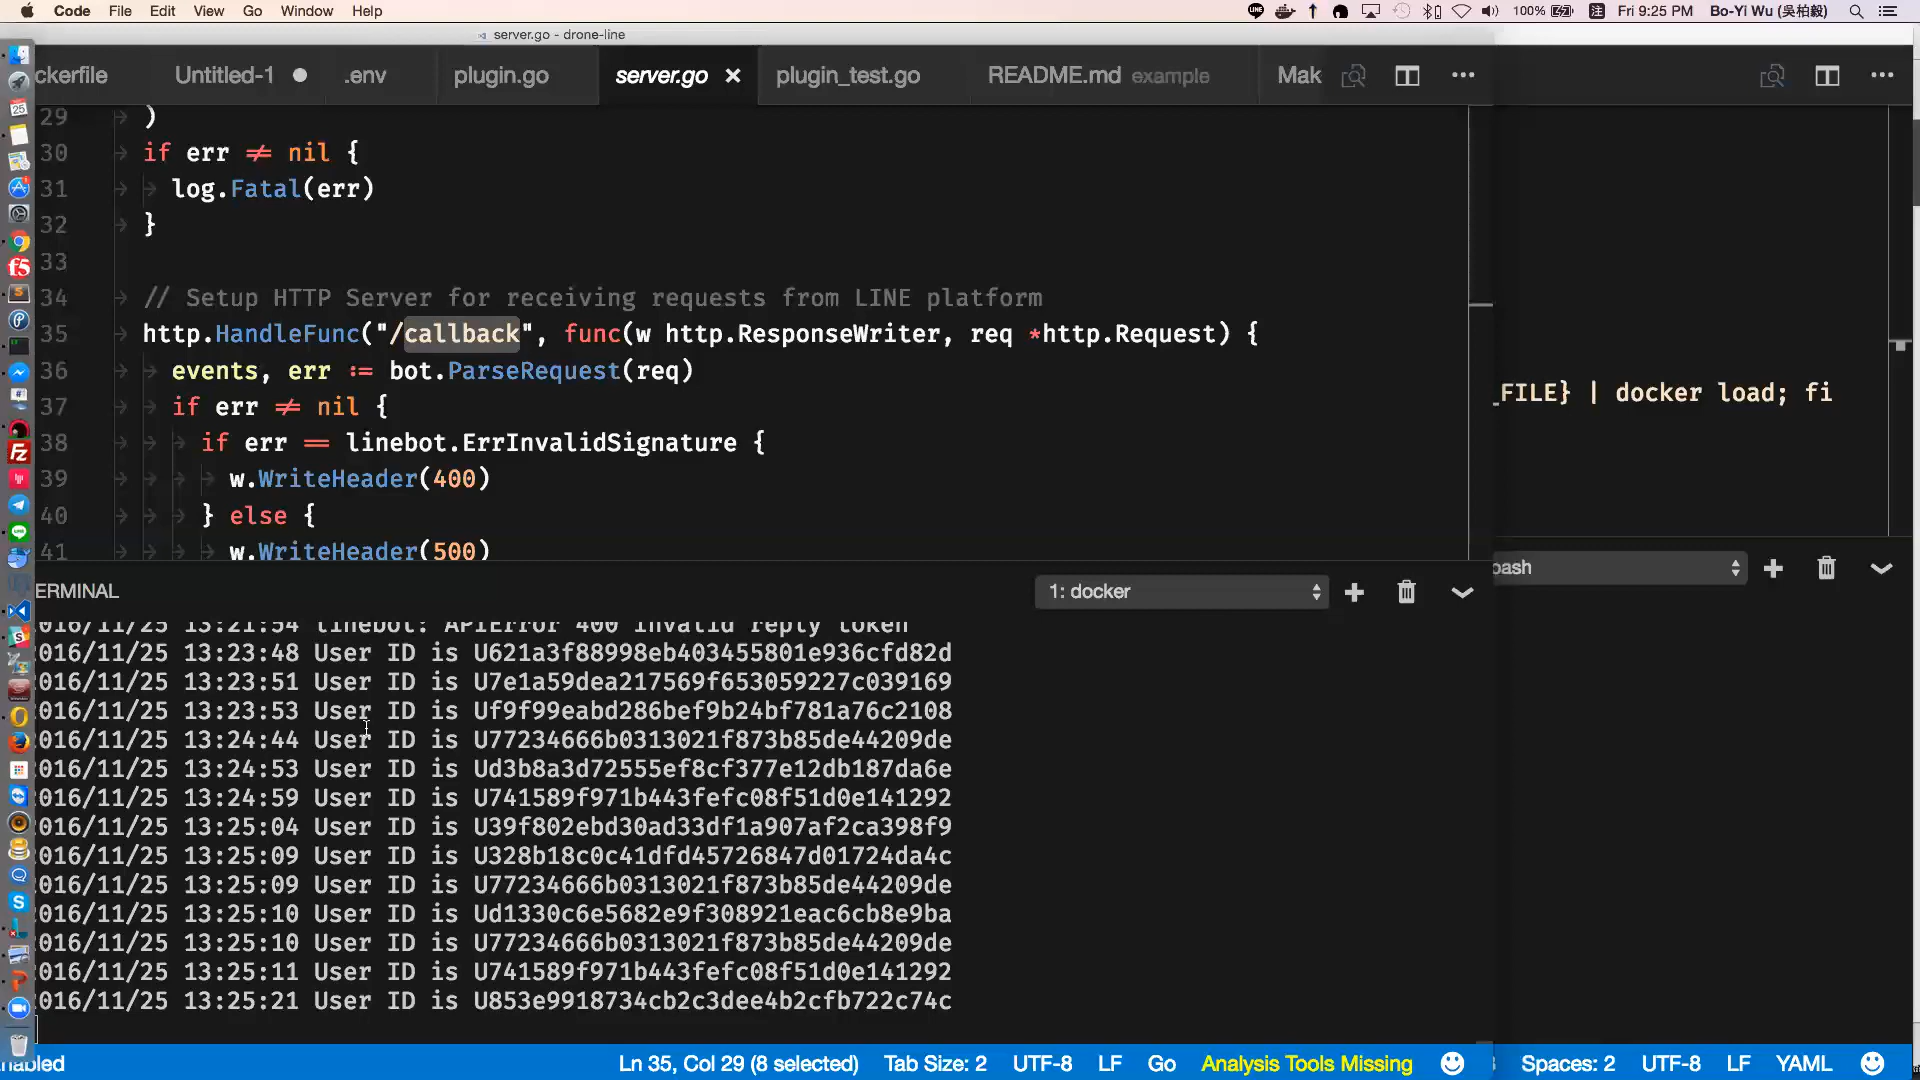 Code File Edit View Go Window Help 100% Fri 9:25 PM Bo-Yi Wu (吳柏毅)
server.go - drone-line
ckerfile Untitled-1 .env plugin.go server.go plugin_test.go README.md example Mak
29 )
30 if err ≠ nil {
31 log.Fatal(err)
32 }
33
34 // Setup HTTP Server for receiving requests from LINE platform
35 http.HandleFunc("/callback", func(w http.ResponseWriter, req *http.Request) {
36 events, err := bot.ParseRequest(req)
37 if err ≠ nil {
38 if err == linebot.ErrInvalidSignature {
39 w.WriteHeader(400)
40 } else {
41 w.WriteHeader(500)
_FILE} | docker load; fi
bash
ERMINAL 1: docker
016/11/25 13:21:54 linebot: APIError 400 Invalid reply token
016/11/25 13:23:48 User ID is U621a3f88998eb403455801e936cfd82d
016/11/25 13:23:51 User ID is U7e1a59dea217569f653059227c039169
016/11/25 13:23:53 User ID is Uf9f99eabd286bef9b24bf781a76c2108
016/11/25 13:24:44 User ID is U77234666b0313021f873b85de44209de
016/11/25 13:24:53 User ID is Ud3b8a3d72555ef8cf377e12db187da6e
016/11/25 13:24:59 User ID is U741589f971b443fefc08f51d0e141292
016/11/25 13:25:04 User ID is U39f802ebd30ad33df1a907af2ca398f9
016/11/25 13:25:09 User ID is U328b18c0c41dfd45726847d01724da4c
016/11/25 13:25:09 User ID is U77234666b0313021f873b85de44209de
016/11/25 13:25:10 User ID is Ud1330c6e5682e9f308921eac6cb8e9ba
016/11/25 13:25:10 User ID is U77234666b0313021f873b85de44209de
016/11/25 13:25:11 User ID is U741589f971b443fefc08f51d0e141292
016/11/25 13:25:21 User ID is U853e9918734cb2c3dee4b2cfb722c74c
nabled Ln 35, Col 29 (8 selected) Tab Size: 2 UTF-8 LF Go Analysis Tools Missing Spaces: 2 UTF-8 LF YAML